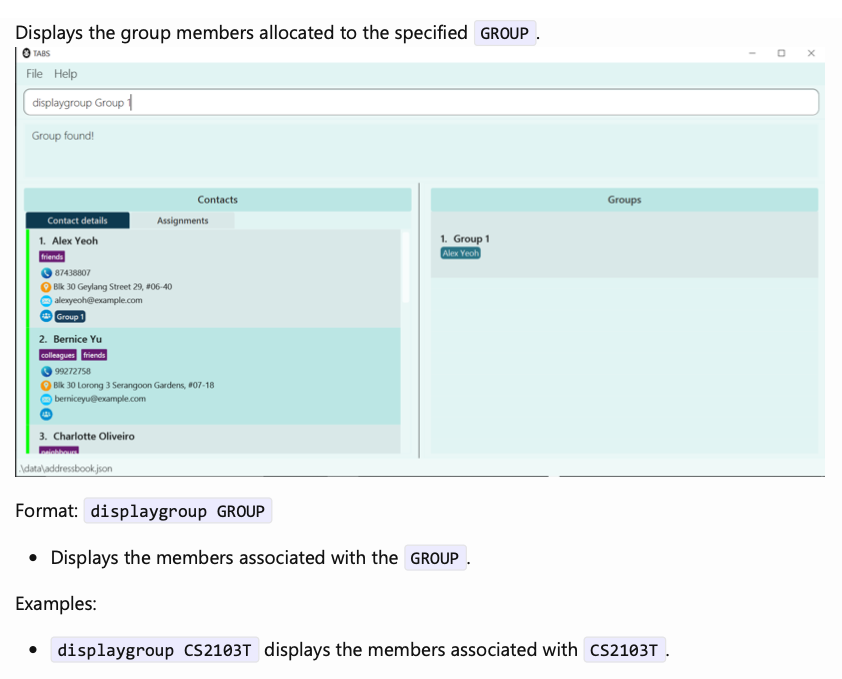 Displays the group members allocated to the specified GROUP.
TABS
File Help
displaygroup Group 1
Group found!
Contacts
Groups
Contact details Assignments
1. Alex Yeoh
friends
87438807
Blk 30 Geylang Street 29, #06-40
alexyeoh@example.com
Group 1
2. Bernice Yu
colleagues friends
99272758
Blk 30 Lorong 3 Serangoon Gardens, #07-18
berniceyu@example.com
3. Charlotte Oliveiro
neighbours
1. Group 1
Alex Yeoh
.\data\addressbook.json
Format: displaygroup GROUP
• Displays the members associated with the GROUP.
Examples:
• displaygroup CS2103T displays the members associated with CS2103T.